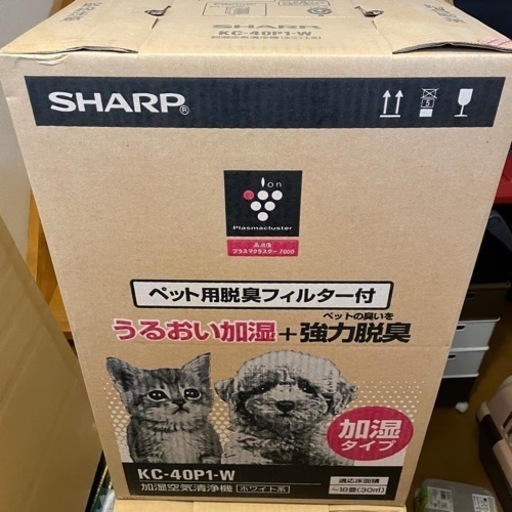 SHARP
KC-40P1-W
SHARP®
5
Ion
Plasmacluster
高濃度
プラズマクラスター7000
ペット用脱臭フィルター付
ペットの臭いを
うるおい加湿+強力脱臭
加湿
タイプ
KC-40P1-W
加湿空気清浄機 ホワイト系
適応床面積
~18畳(30㎡)